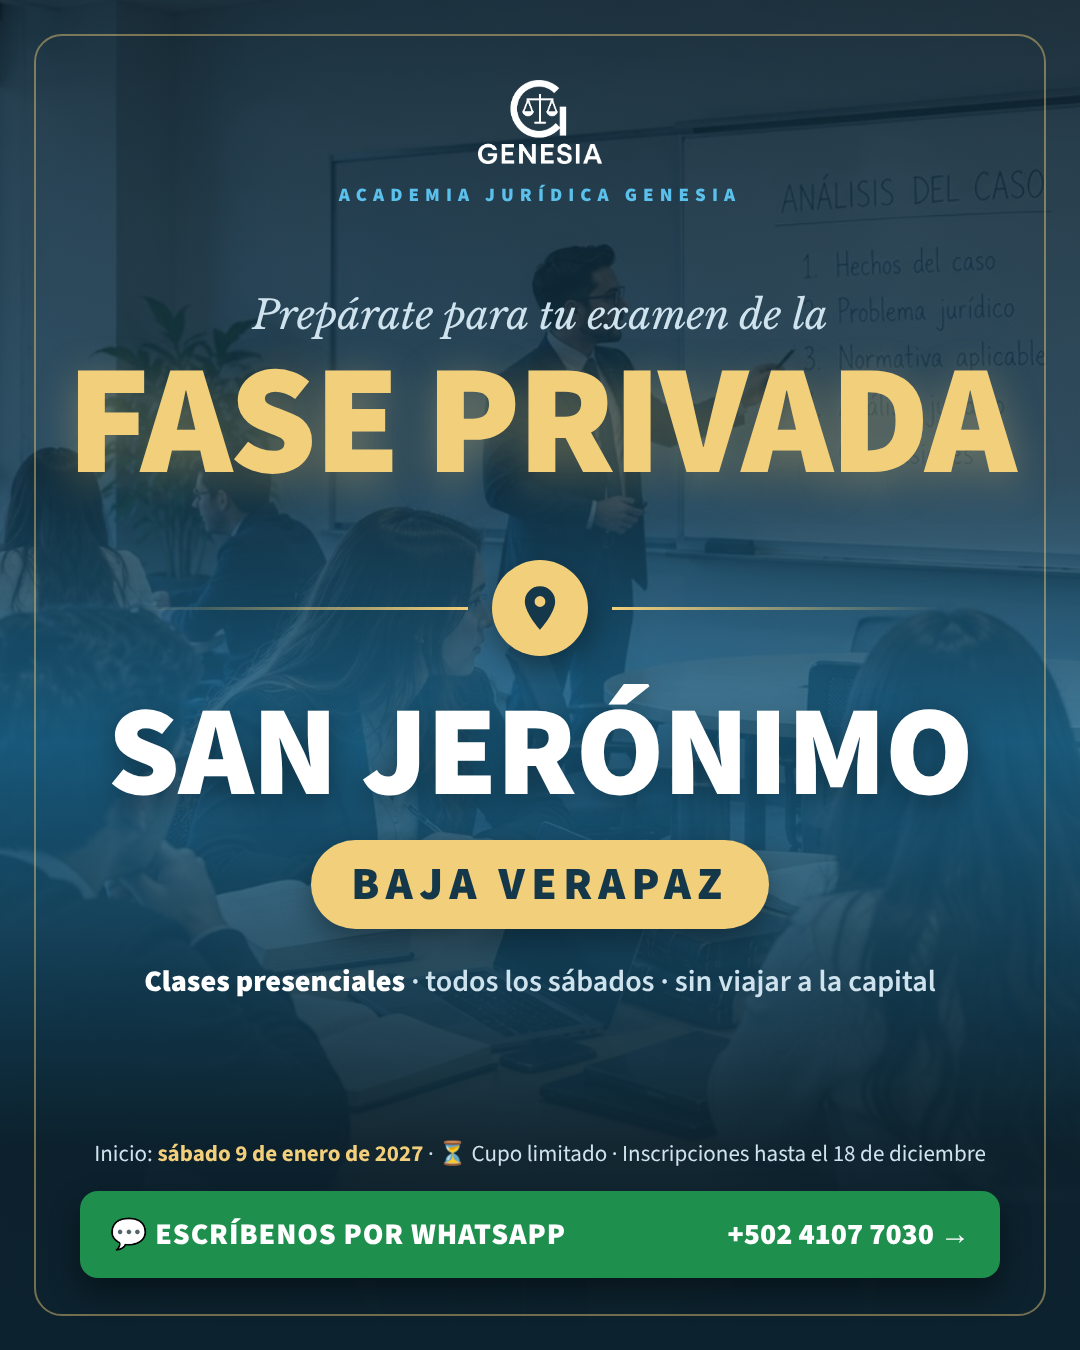 GENESIA
ACADEMIA JURÍDICA GENESIA
ANÁLISIS DEL CASO
1. Hechos del caso
Problema jurídico
3. Normativa aplicable
Prepárate para tu examen de la
FASE PRIVADA
SAN JERÓNIMO
BAJA VERAPAZ
Clases presenciales · todos los sábados · sin viajar a la capital
Inicio: sábado 9 de enero de 2027 · ⏳ Cupo limitado · Inscripciones hasta el 18 de diciembre
💬 ESCRÍBENOS POR WHATSAPP +502 4107 7030 →